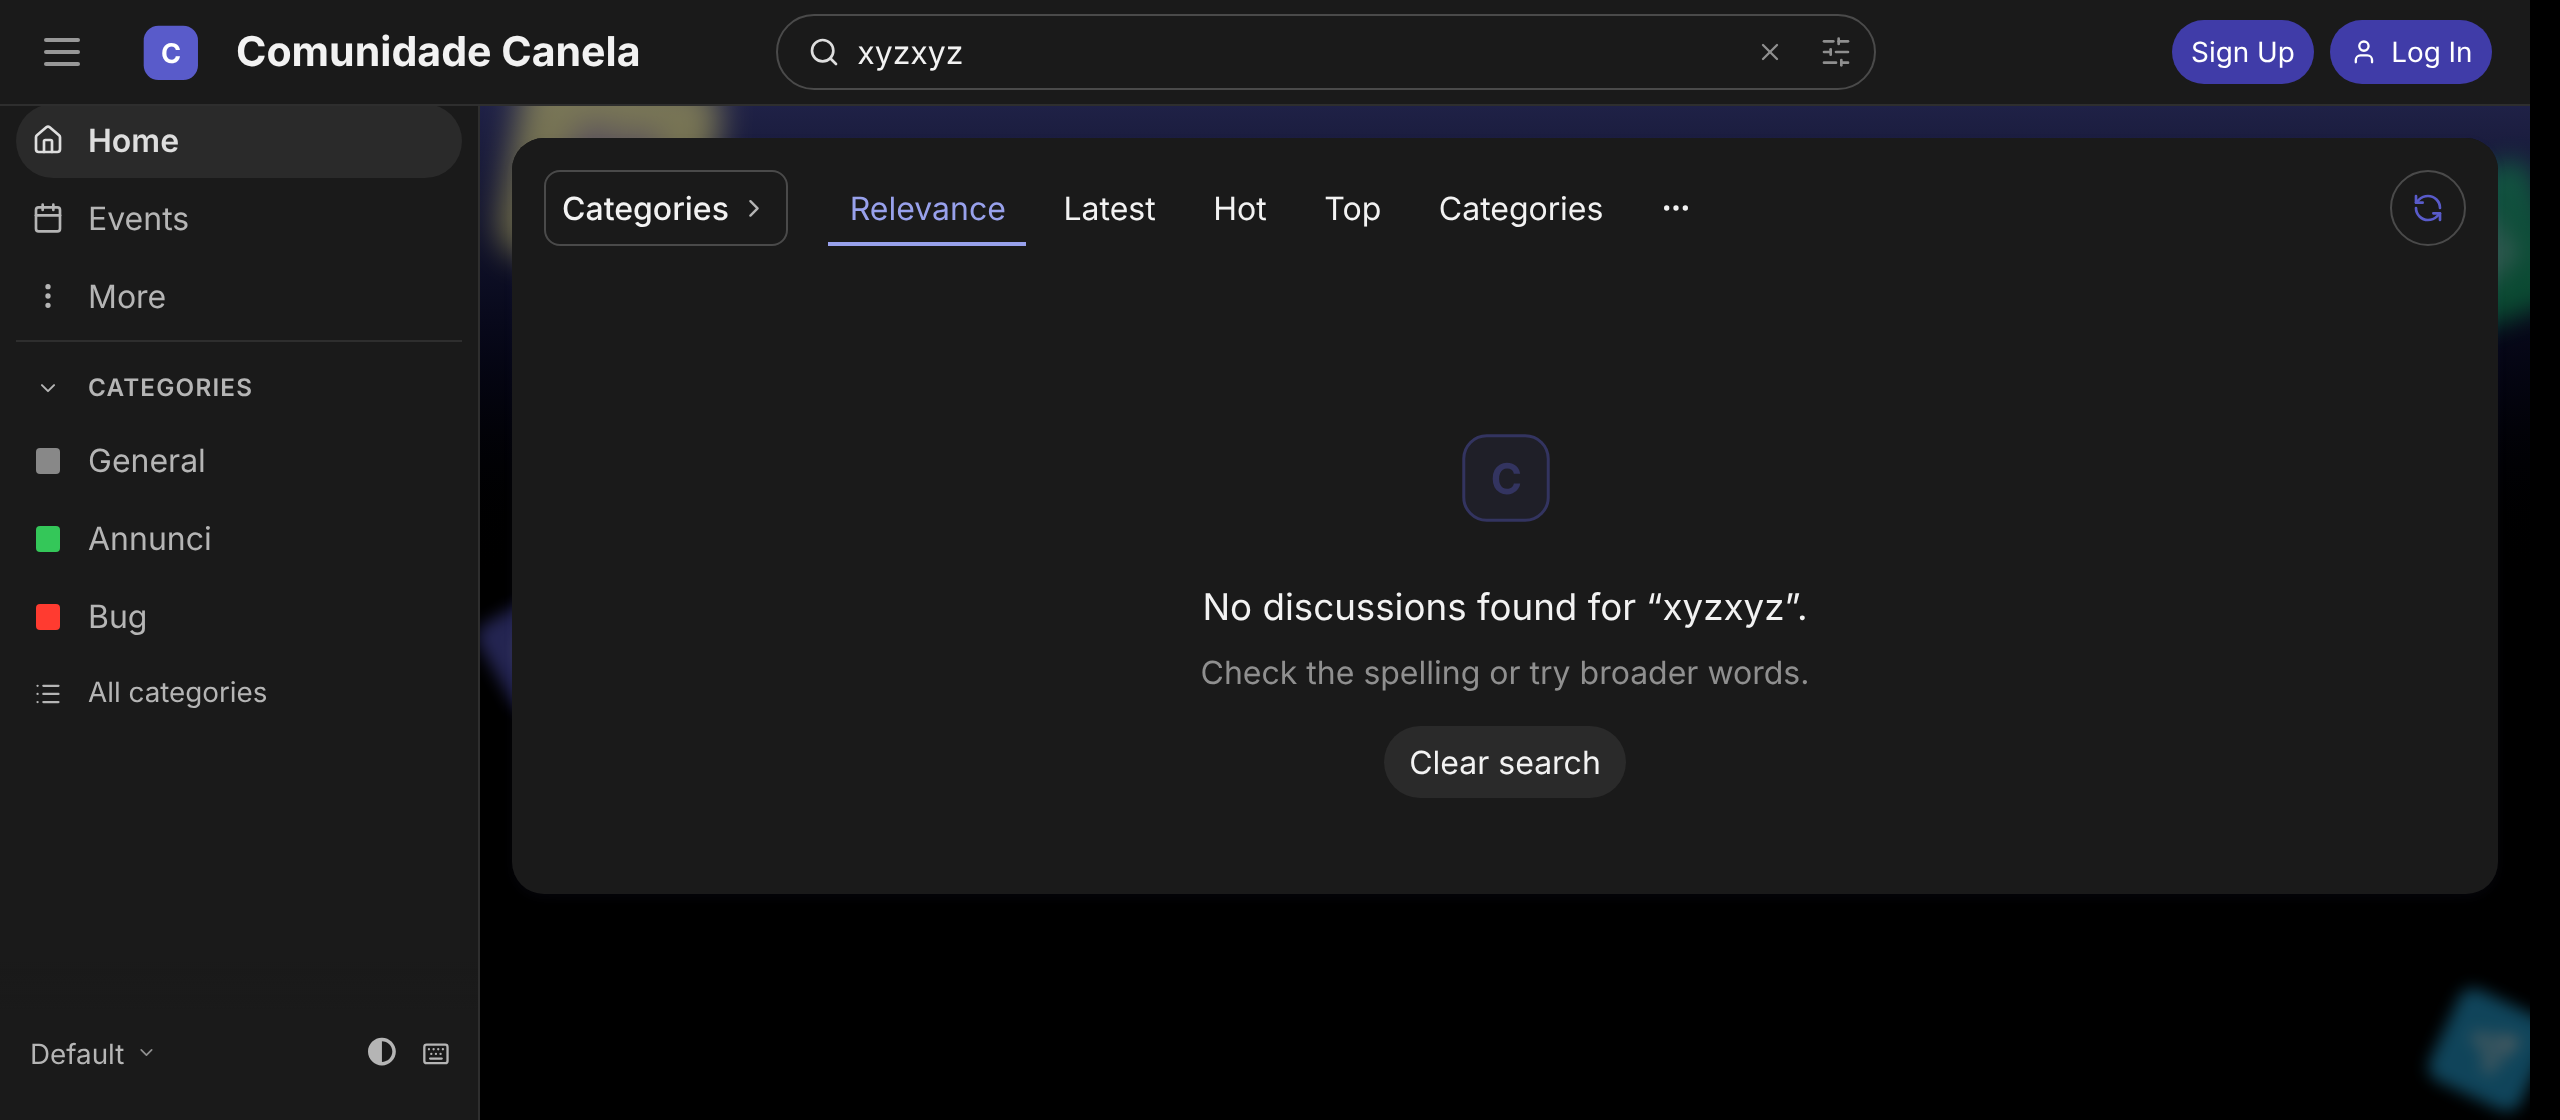 C
Comunidade Canela
xyzxyz
Sign Up
Log In
Home
Events
More
CATEGORIES
General
Annunci
Bug
All categories
Default
Categories
Relevance
Latest
Hot
Top
Categories
C
No discussions found for “xyzxyz”.
Check the spelling or try broader words.
Clear search